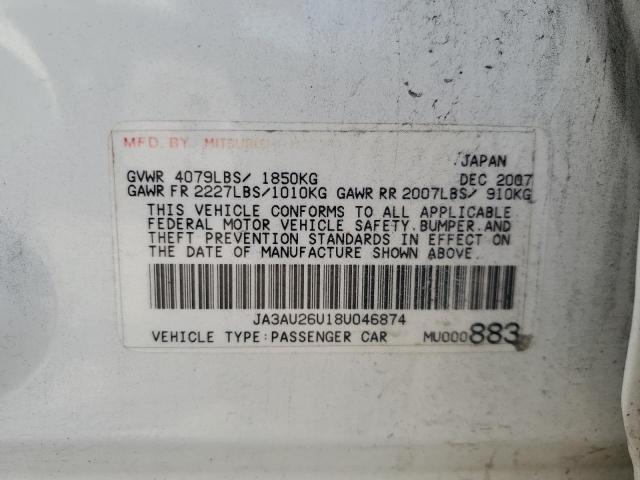 MFD. BY MITSUBISHI
JAPAN
GVWR 4079LBS/ 1850KG DEC 2007
GAWR FR 2227LBS/1010KG GAWR RR 2007LBS/ 910KG
THIS VEHICLE CONFORMS TO ALL APPLICABLE
FEDERAL MOTOR VEHICLE SAFETY, BUMPER, AND
THEFT PREVENTION STANDARDS IN EFFECT ON
THE DATE OF MANUFACTURE SHOWN ABOVE.
JA3AU26U18U046874
VEHICLE TYPE:PASSENGER CAR MU000883